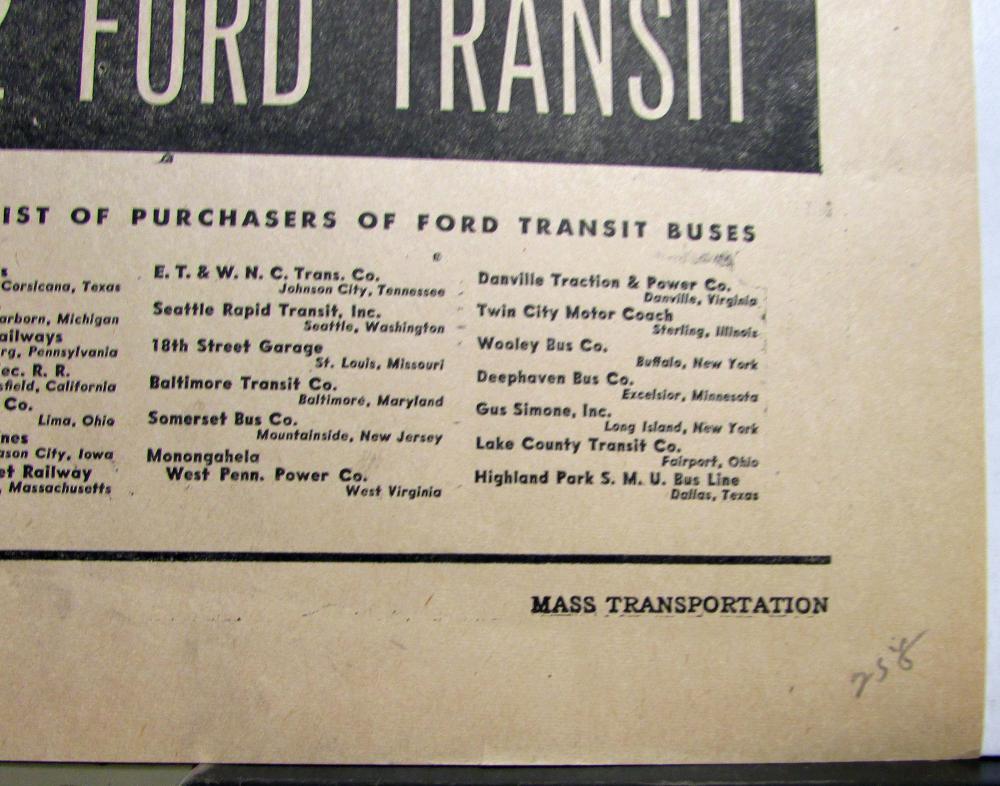 FORD TRANSIT
IST OF PURCHASERS OF FORD TRANSIT BUSES
s
Corsicana, Texas
arborn, Michigan
ailways
rg, Pennsylvania
ec. R. R.
sfield, California
Co.
Lima, Ohio
nes
ason City, Iowa
et Railway
, Massachusetts
E. T. & W. N. C. Trans. Co.
Johnson City, Tennessee
Seattle Rapid Transit, Inc.
Seattle, Washington
18th Street Garage
St. Louis, Missouri
Baltimore Transit Co.
Baltimore, Maryland
Somerset Bus Co.
Mountainside, New Jersey
Monongahela
West Penn. Power Co.
West Virginia
Danville Traction & Power Co.
Danville, Virginia
Twin City Motor Coach
Sterling, Illinois
Wooley Bus Co.
Buffalo, New York
Deephaven Bus Co.
Excelsior, Minnesota
Gus Simone, Inc.
Long Island, New York
Lake County Transit Co.
Fairport, Ohio
Highland Park S. M. U. Bus Line
Dallas, Texas
MASS TRANSPORTATION